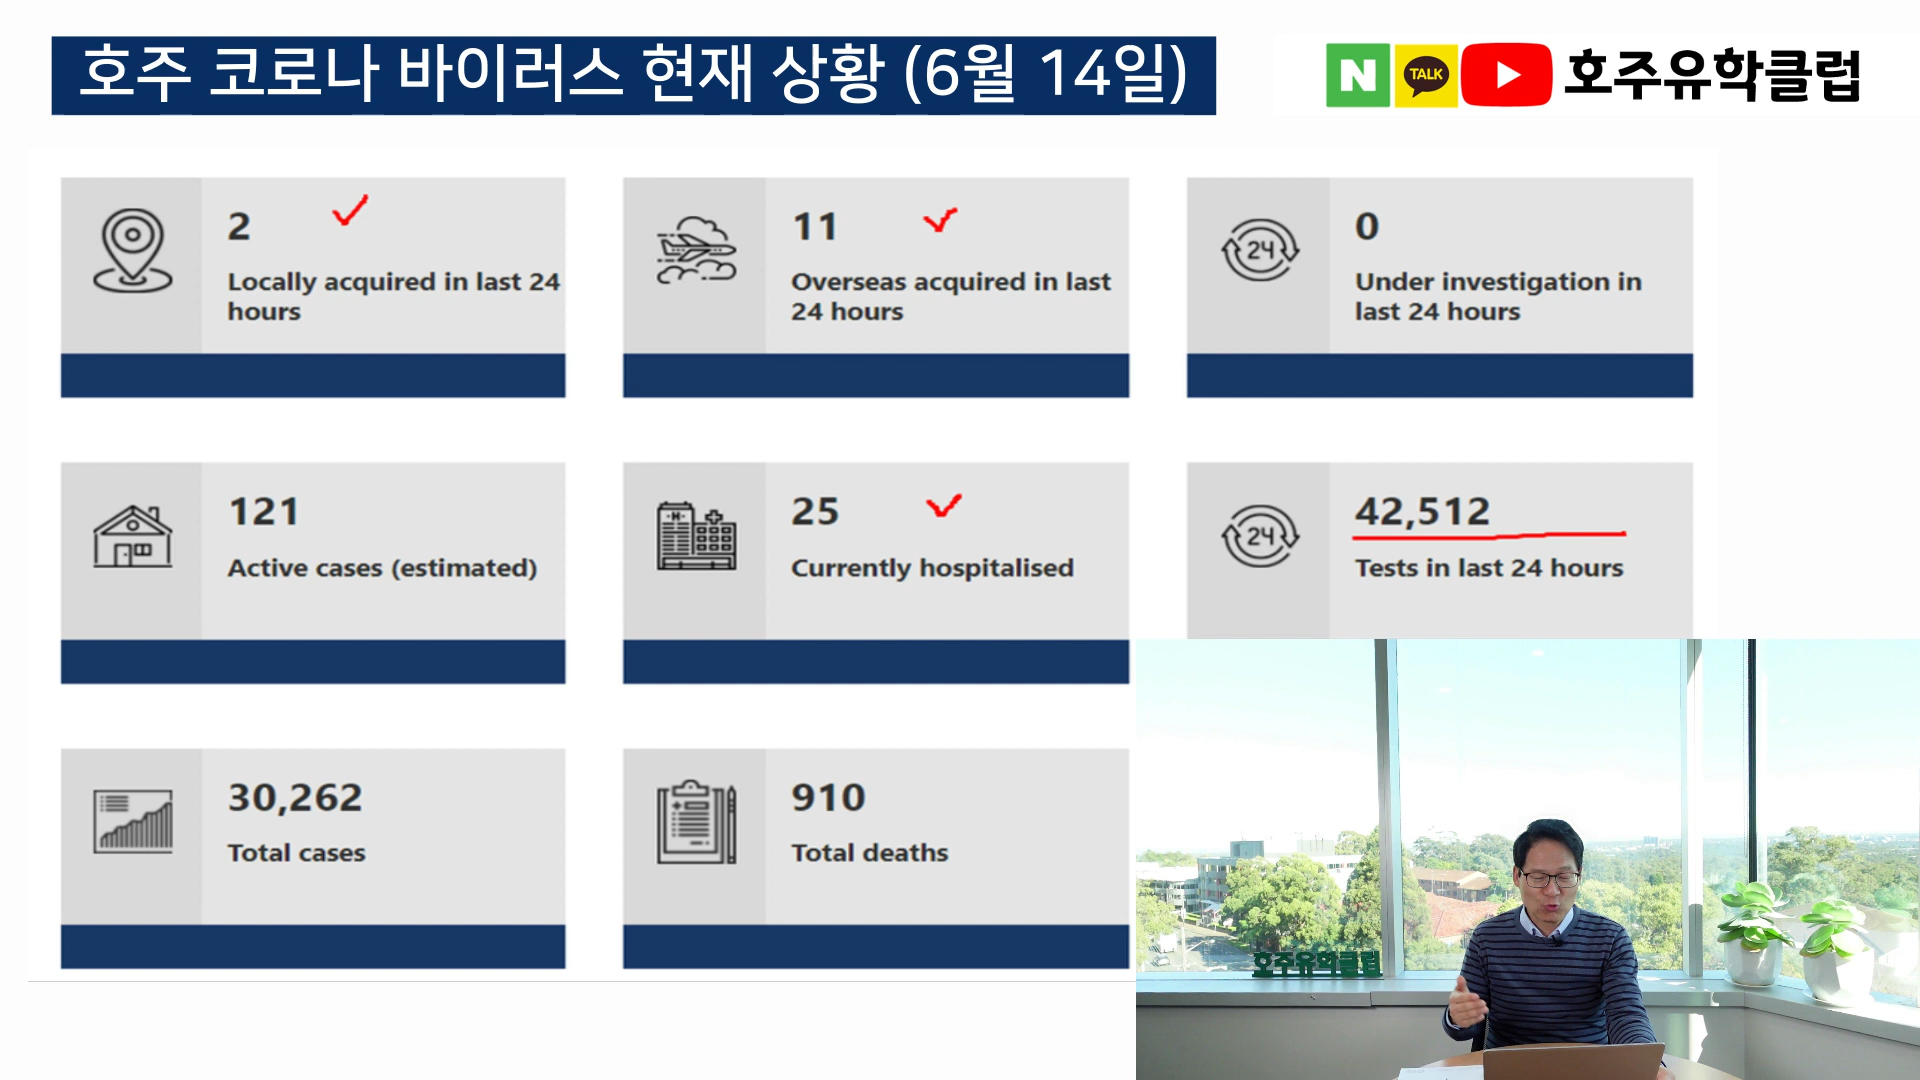 호주 코로나 바이러스 현재 상황 (6월 14일)
N TALK 호주유학클럽
2
Locally acquired in last 24
hours
11
Overseas acquired in last
24 hours
24
0
Under investigation in
last 24 hours
121
Active cases (estimated)
H
25
Currently hospitalised
24
42,512
Tests in last 24 hours
30,262
Total cases
910
Total deaths
호주유학클럽